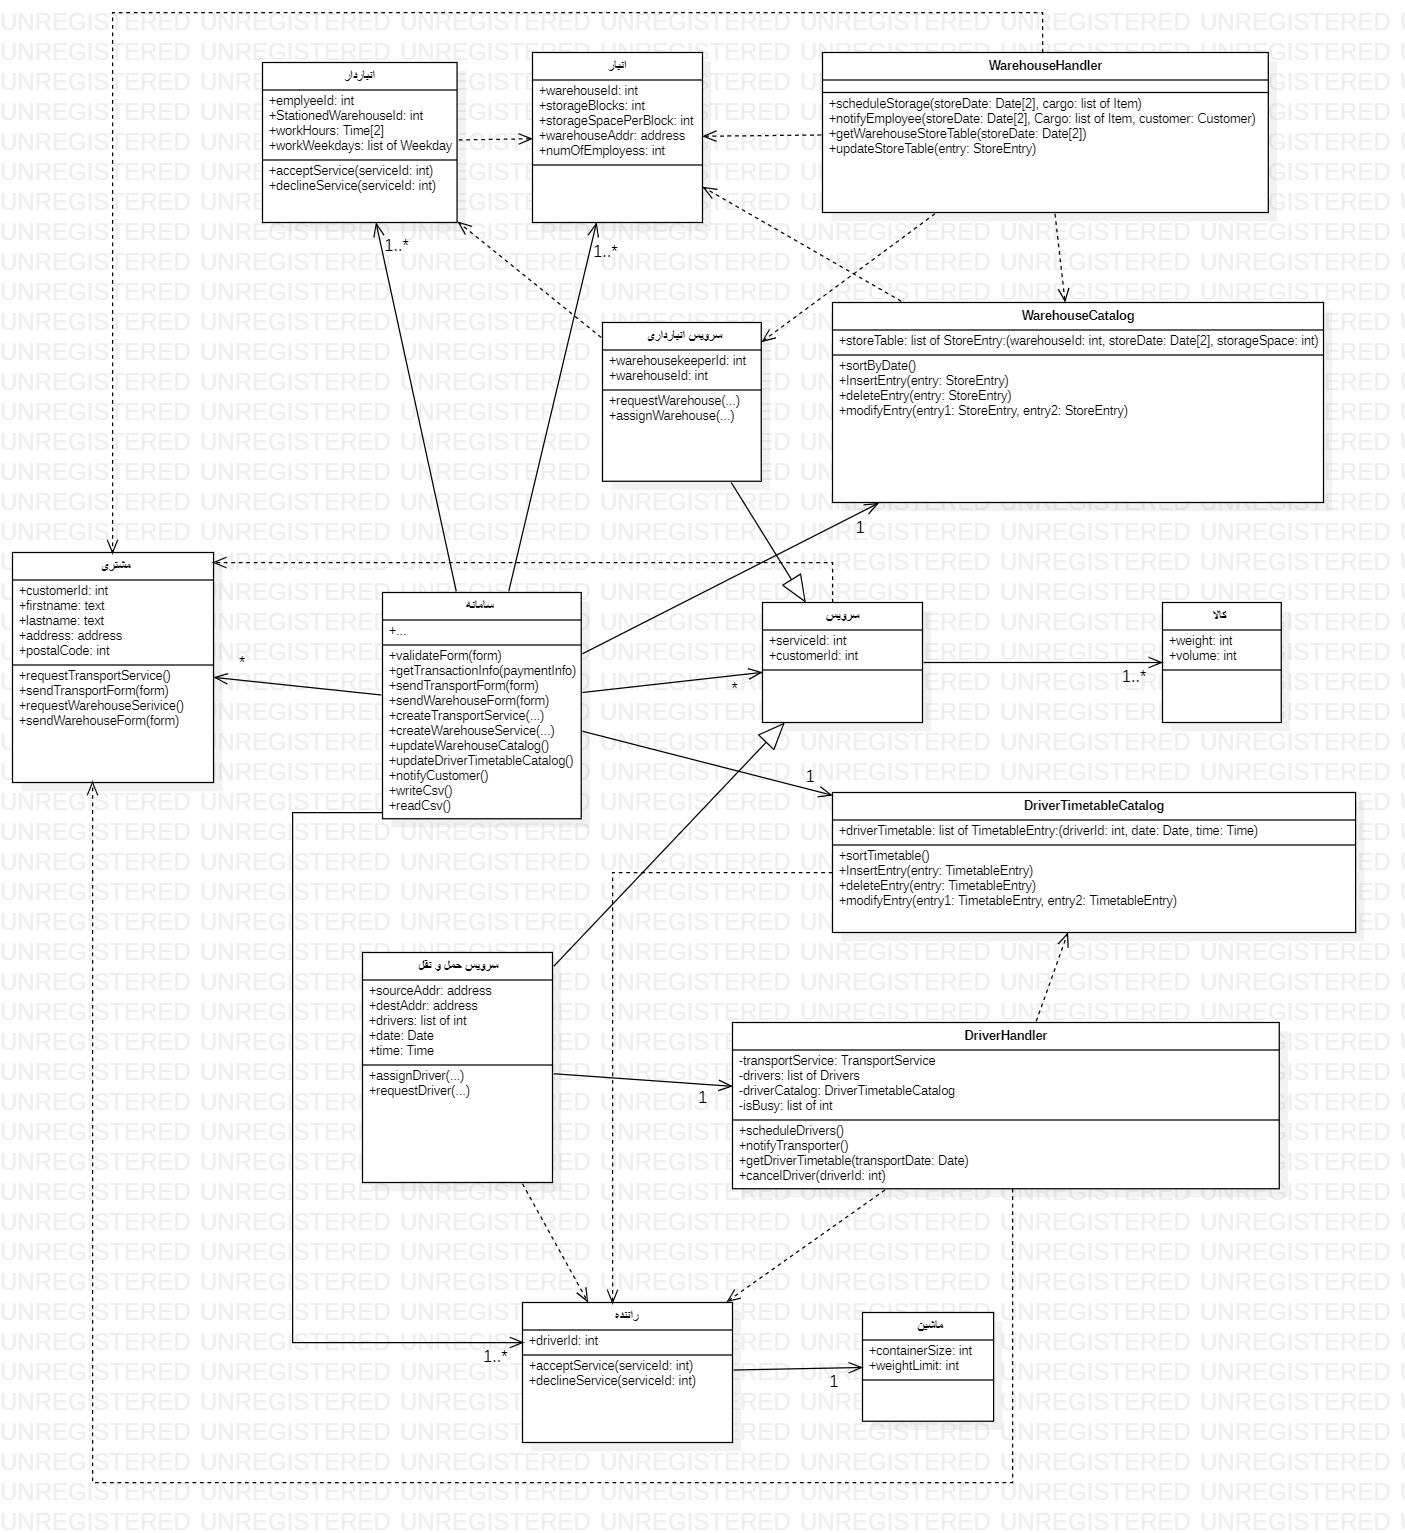 انباردار
+emplyeeId: int
+StationedWarehouseId: int
+workHours: Time[2]
+workWeekdays: list of Weekday
+acceptService(serviceId: int)
+declineService(serviceId: int)
انبار
+warehouseId: int
+storageBlocks: int
+storageSpacePerBlock: int
+warehouseAddr: address
+numOfEmployess: int
WarehouseHandler
+scheduleStorage(storeDate: Date[2], cargo: list of Item)
+notifyEmployee(storeDate: Date[2], Cargo: list of Item, customer: Customer)
+getWarehouseStoreTable(storeDate: Date[2])
+updateStoreTable(entry: StoreEntry)
1..*
1..*
سرویس انبارداری
+warehousekeeperId: int
+warehouseId: int
+requestWarehouse(...)
+assignWarehouse(...)
WarehouseCatalog
+storeTable: list of StoreEntry:(warehouseId: int, storeDate: Date[2], storageSpace: int)
+sortByDate()
+InsertEntry(entry: StoreEntry)
+deleteEntry(entry: StoreEntry)
+modifyEntry(entry1: StoreEntry, entry2: StoreEntry)
1
مشتری
+customerId: int
+firstname: text
+lastname: text
+address: address
+postalCode: int
+requestTransportService()
+sendTransportForm(form)
+requestWarehouseSerivice()
+sendWarehouseForm(form)
*
سامانه
+...
+validateForm(form)
+getTransactionInfo(paymentInfo)
+sendTransportForm(form)
+sendWarehouseForm(form)
+createTransportService(...)
+createWarehouseService(...)
+updateWarehouseCatalog()
+updateDriverTimetableCatalog()
+notifyCustomer()
+writeCsv()
+readCsv()
*
سرویس
+serviceId: int
+customerId: int
1..*
کالا
+weight: int
+volume: int
1
DriverTimetableCatalog
+driverTimetable: list of TimetableEntry:(driverId: int, date: Date, time: Time)
+sortTimetable()
+InsertEntry(entry: TimetableEntry)
+deleteEntry(entry: TimetableEntry)
+modifyEntry(entry1: TimetableEntry, entry2: TimetableEntry)
سرویس حمل و نقل
+sourceAddr: address
+destAddr: address
+drivers: list of int
+date: Date
+time: Time
+assignDriver(...)
+requestDriver(...)
1
DriverHandler
-transportService: TransportService
-drivers: list of Drivers
-driverCatalog: DriverTimetableCatalog
-isBusy: list of int
+scheduleDrivers()
+notifyTransporter()
+getDriverTimetable(transportDate: Date)
+cancelDriver(driverId: int)
1..*
راننده
+driverId: int
+acceptService(serviceId: int)
+declineService(serviceId: int)
1
ماشین
+containerSize: int
+weightLimit: int
UNREGISTERED